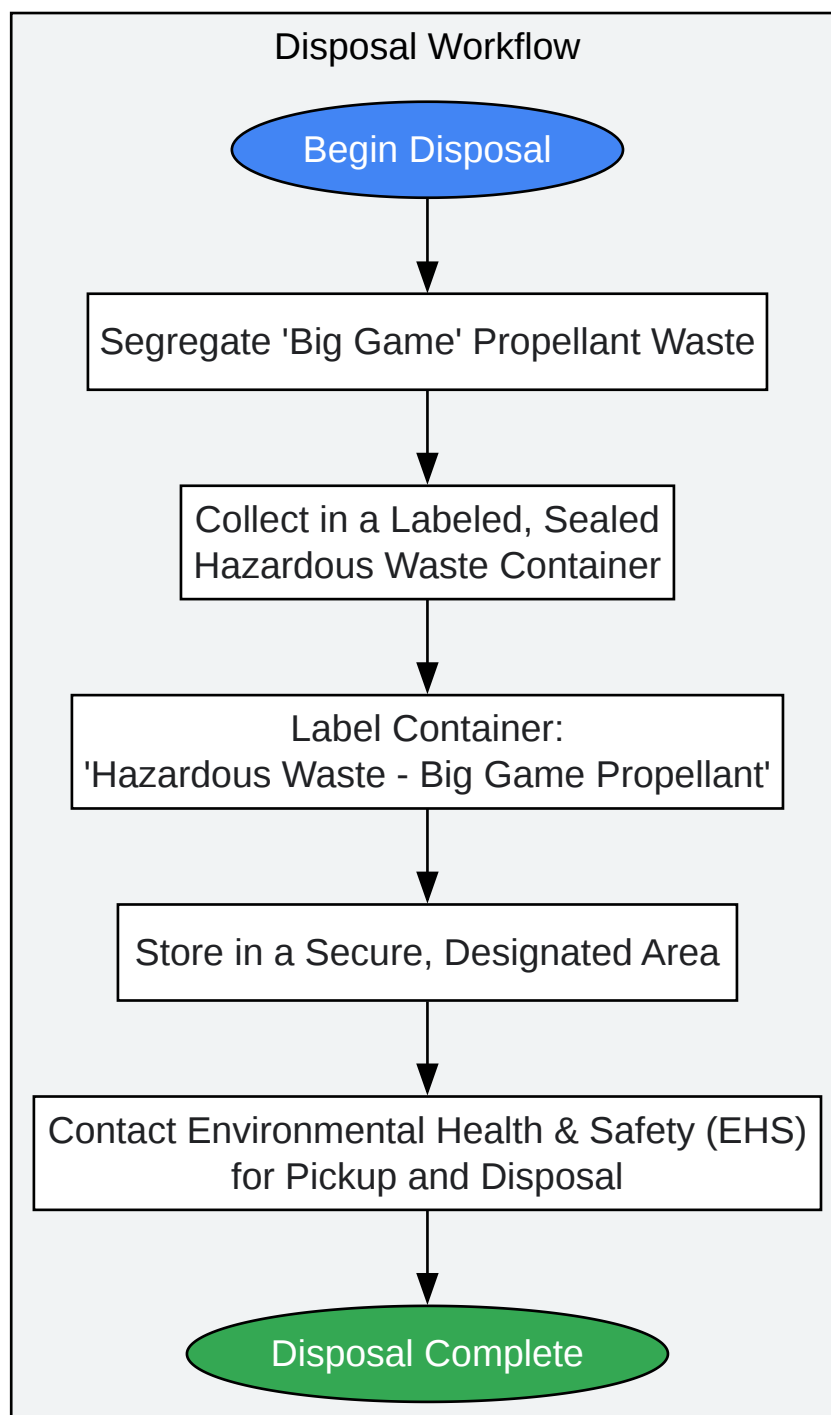 Disposal Workflow
Begin Disposal
Segregate 'Big Game' Propellant Waste
Collect in a Labeled, Sealed
Hazardous Waste Container
Label Container:
'Hazardous Waste - Big Game Propellant'
Store in a Secure, Designated Area
Contact Environmental Health & Safety (EHS)
for Pickup and Disposal
Disposal Complete